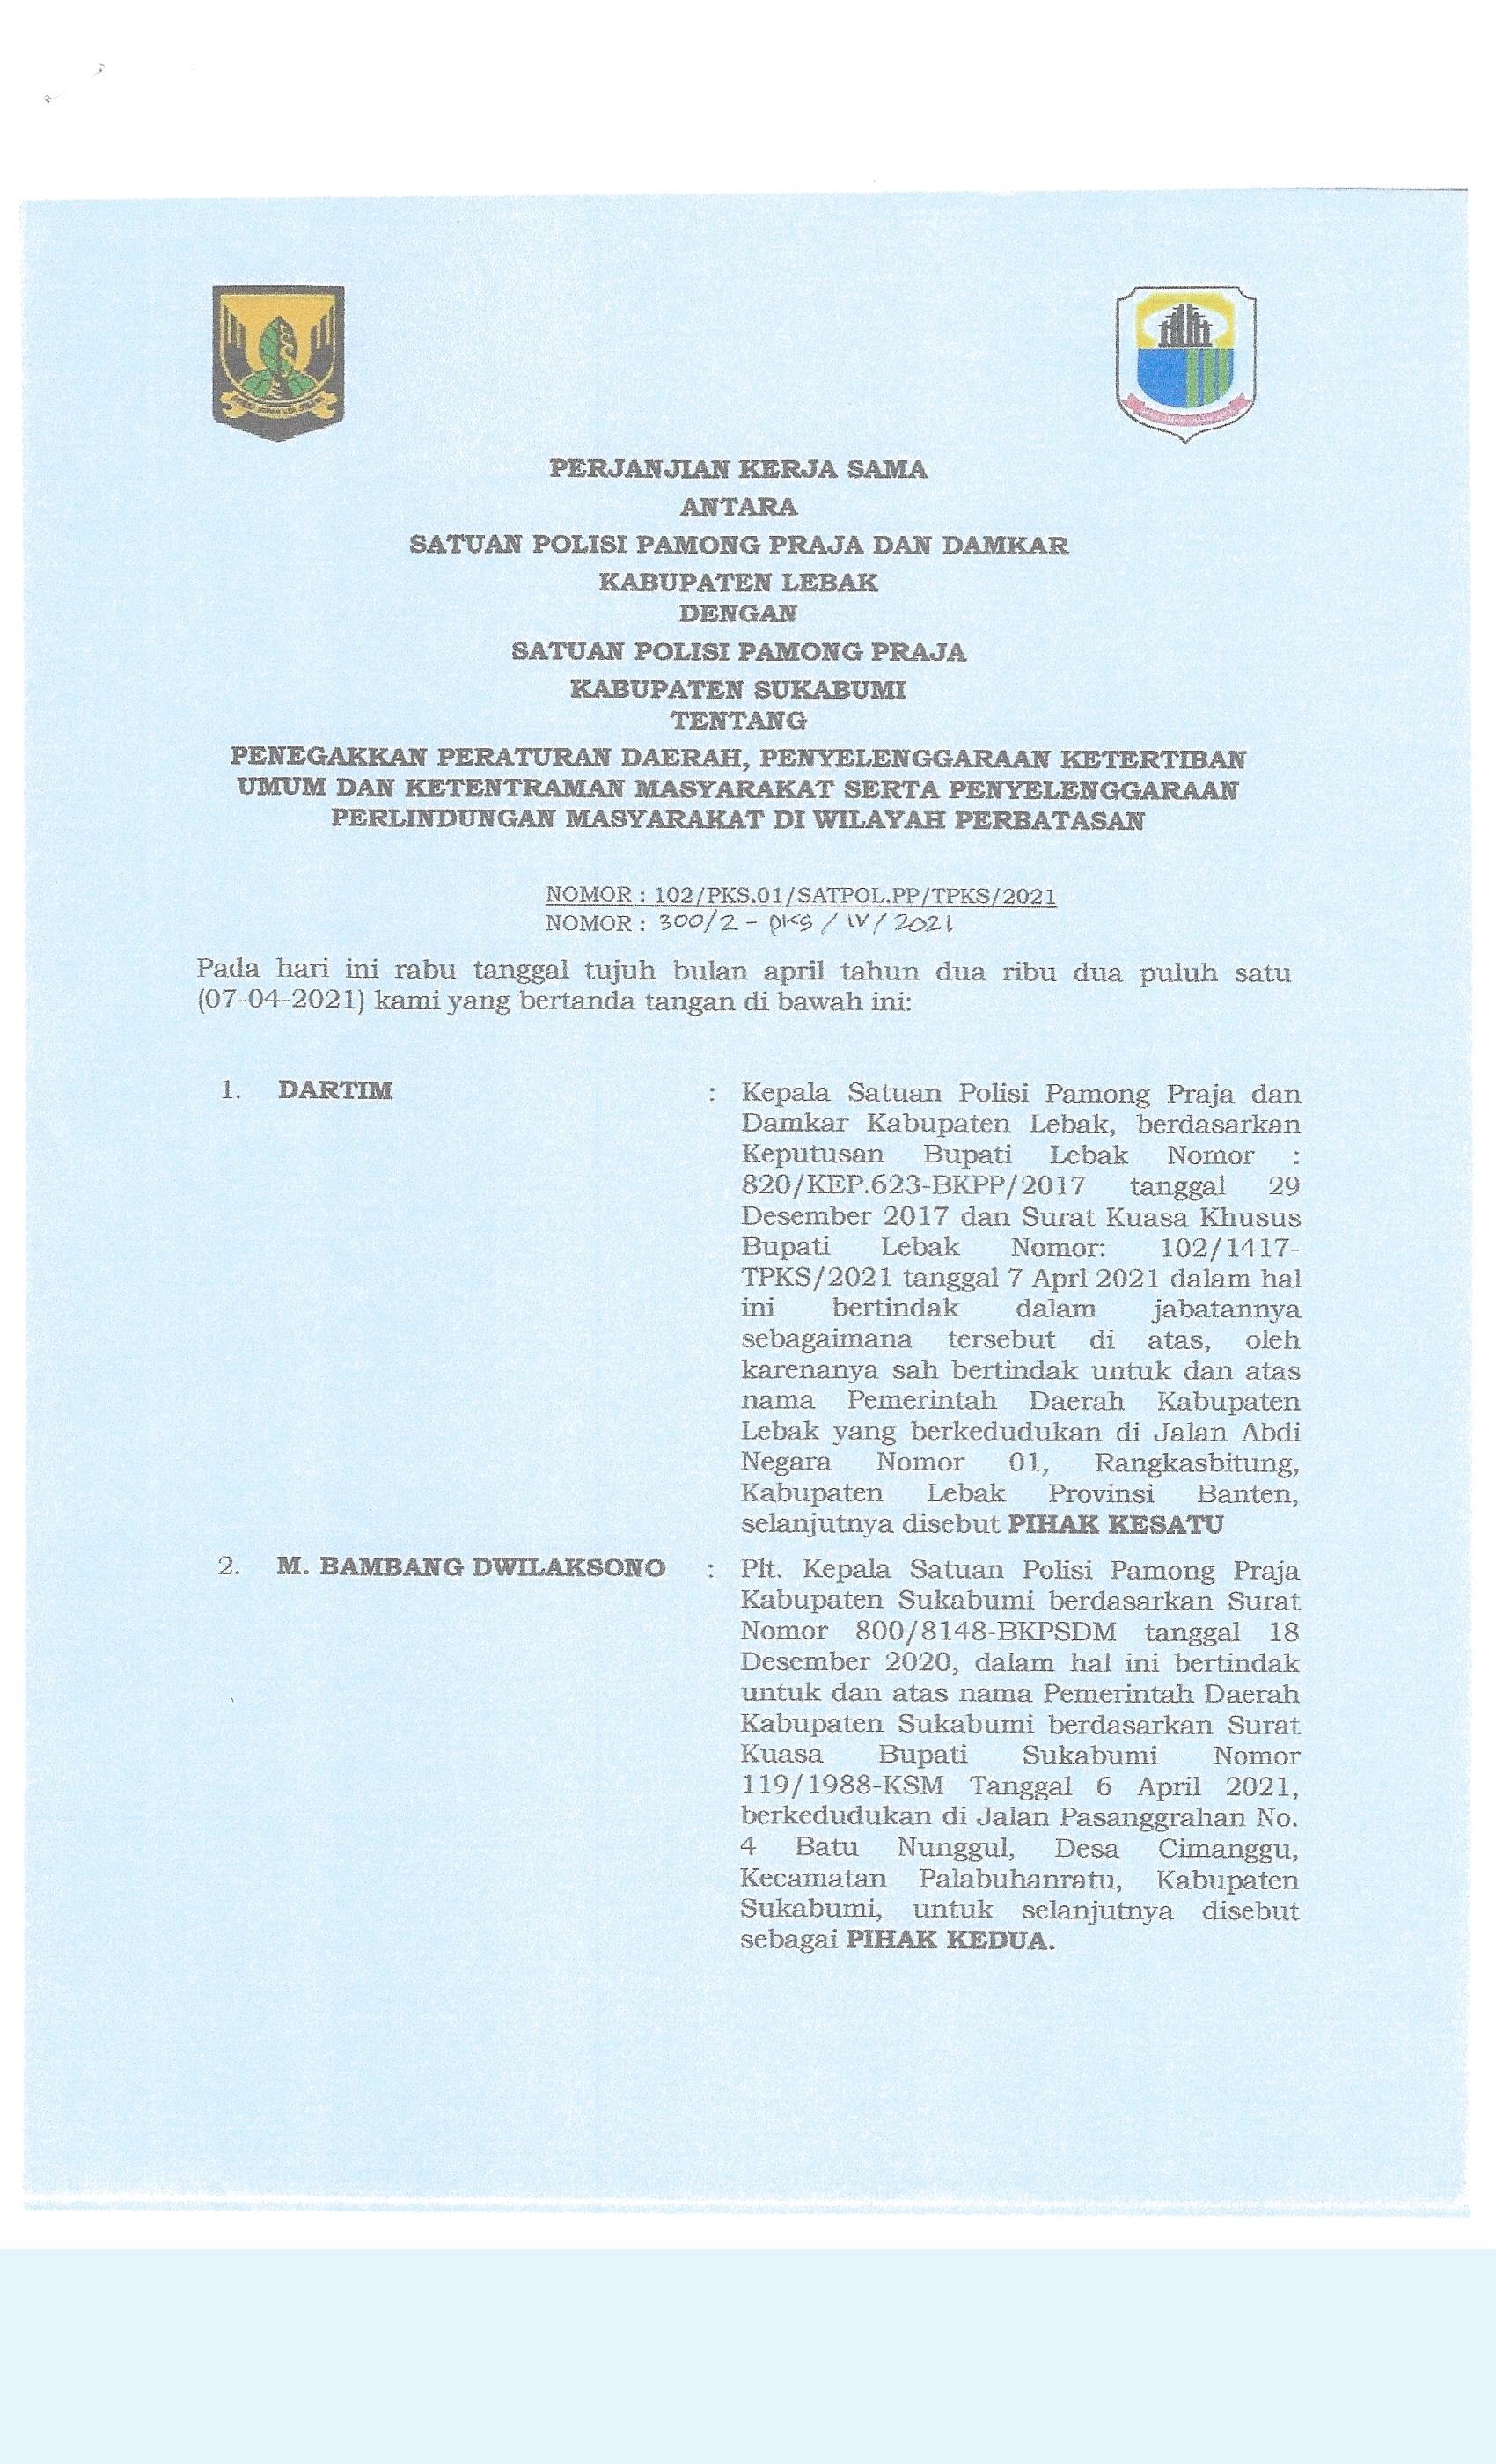 PERJANJIAN KERJA SAMA
ANTARA
SATUAN POLISI PAMONG PRAJA DAN DAMKAR
KABUPATEN LEBAK
DENGAN
SATUAN POLISI PAMONG PRAJA
KABUPATEN SUKABUMI
TENTANG
PENEGAKKAN PERATURAN DAERAH, PENYELENGGARAAN KETERTIBAN
UMUM DAN KETENTRAMAN MASYARAKAT SERTA PENYELENGGARAAN
PERLINDUNGAN MASYARAKAT DI WILAYAH PERBATASAN
NOMOR : 102/PKS.01/SATPOL.PP/TPKS/2021
NOMOR : 300/2 - PKS / IV / 2021
Pada hari ini rabu tanggal tujuh bulan april tahun dua ribu dua puluh satu
(07-04-2021) kami yang bertanda tangan di bawah ini:
1. DARTIM : Kepala Satuan Polisi Pamong Praja dan
Damkar Kabupaten Lebak, berdasarkan
Keputusan Bupati Lebak Nomor :
820/KEP.623-BKPP/2017 tanggal 29
Desember 2017 dan Surat Kuasa Khusus
Bupati Lebak Nomor: 102/1417-
TPKS/2021 tanggal 7 Aprl 2021 dalam hal
ini bertindak dalam jabatannya
sebagaimana tersebut di atas, oleh
karenanya sah bertindak untuk dan atas
nama Pemerintah Daerah Kabupaten
Lebak yang berkedudukan di Jalan Abdi
Negara Nomor 01, Rangkasbitung,
Kabupaten Lebak Provinsi Banten,
selanjutnya disebut PIHAK KESATU
2. M. BAMBANG DWILAKSONO : Plt. Kepala Satuan Polisi Pamong Praja
Kabupaten Sukabumi berdasarkan Surat
Nomor 800/8148-BKPSDM tanggal 18
Desember 2020, dalam hal ini bertindak
untuk dan atas nama Pemerintah Daerah
Kabupaten Sukabumi berdasarkan Surat
Kuasa Bupati Sukabumi Nomor
119/1988-KSM Tanggal 6 April 2021,
berkedudukan di Jalan Pasanggrahan No.
4 Batu Nunggul, Desa Cimanggu,
Kecamatan Palabuhanratu, Kabupaten
Sukabumi, untuk selanjutnya disebut
sebagai PIHAK KEDUA.